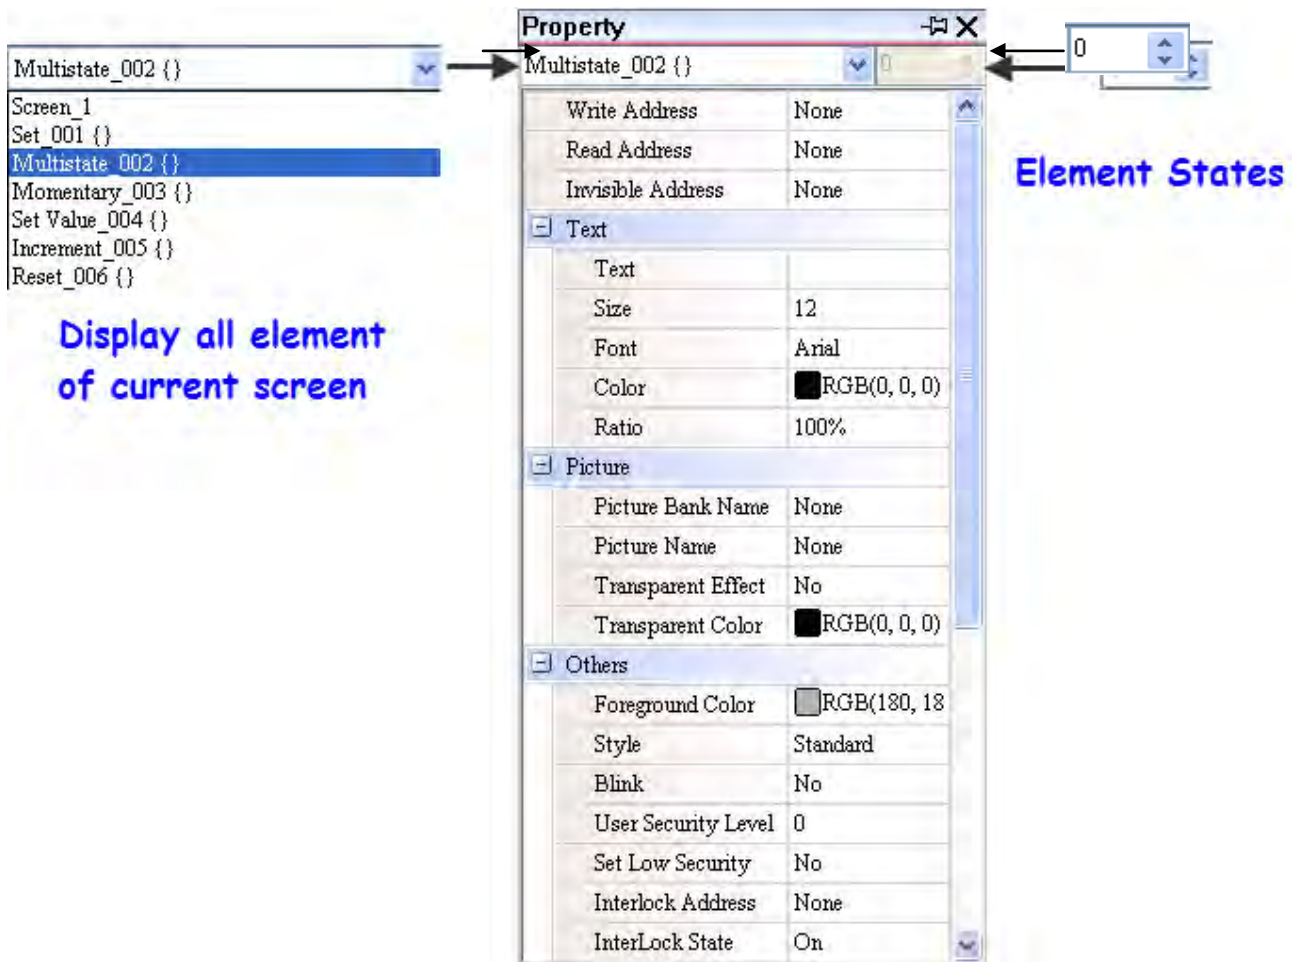 Multistate_002 {}
Screen_1
Set_001 {}
Multistate_002 {}
Momentary_003 {}
Set Value_004 {}
Increment_005 {}
Reset_006 {}
Display all element
of current screen
Property
Multistate_002 {} 0
Write Address None
Read Address None
Invisible Address None
Text
Text
Size 12
Font Arial
Color RGB(0, 0, 0)
Ratio 100%
Picture
Picture Bank Name None
Picture Name None
Transparent Effect No
Transparent Color RGB(0, 0, 0)
Others
Foreground Color RGB(180, 18
Style Standard
Blink No
User Security Level 0
Set Low Security No
Interlock Address None
InterLock State On
0
Element States